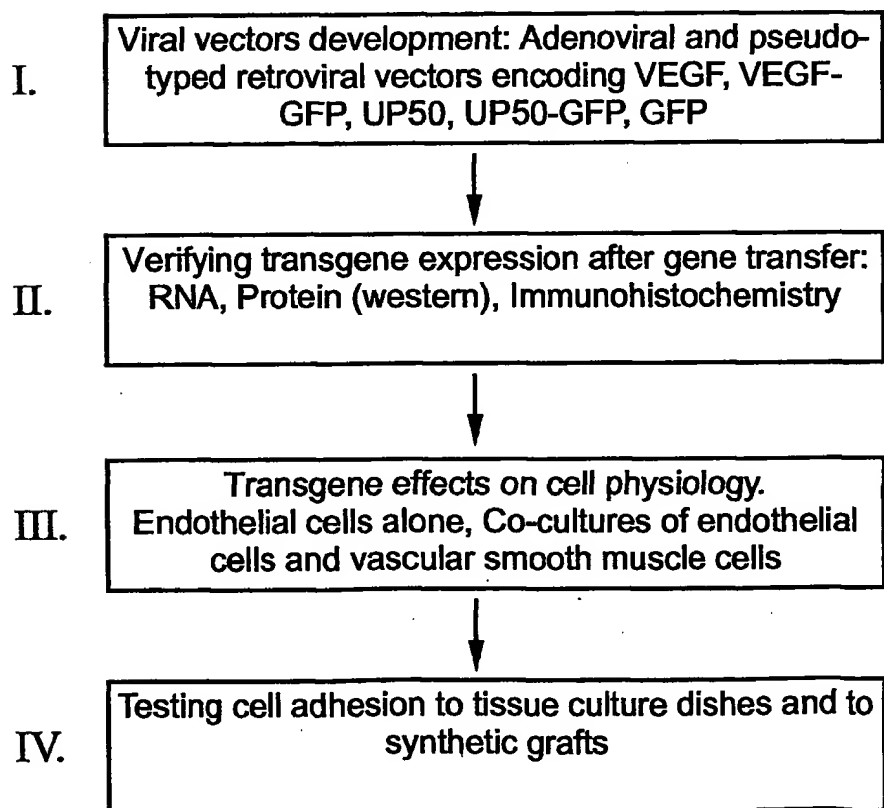 I.
Viral vectors development: Adenoviral and pseudo-
typed retroviral vectors encoding VEGF, VEGF-
GFP, UP50, UP50-GFP, GFP
II.
Verifying transgene expression after gene transfer:
RNA, Protein (western), Immunohistochemistry
III.
Transgene effects on cell physiology.
Endothelial cells alone, Co-cultures of endothelial
cells and vascular smooth muscle cells
IV.
Testing cell adhesion to tissue culture dishes and to
synthetic grafts